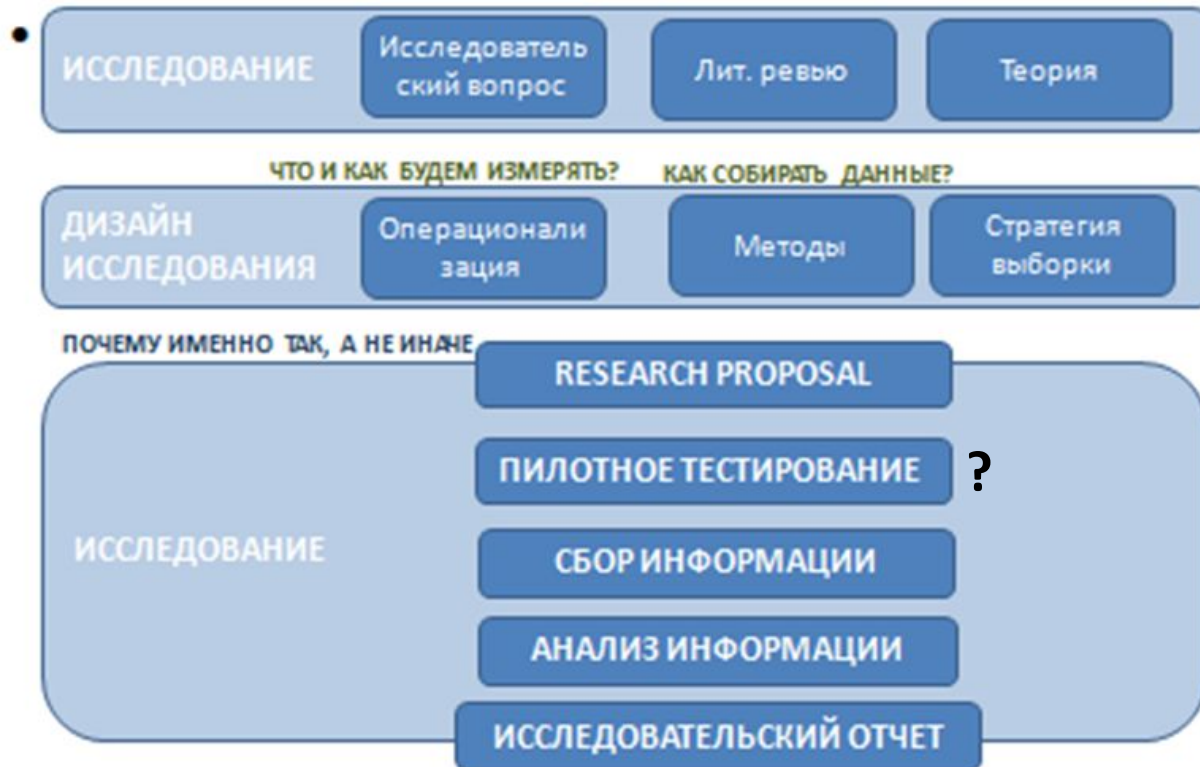 •
ИССЛЕДОВАНИЕ
Исследователь
ский вопрос
Лит. ревью
Теория
ЧТО И КАК БУДЕМ ИЗМЕРЯТЬ?
КАК СОБИРАТЬ ДАННЫЕ?
ДИЗАЙН
ИССЛЕДОВАНИЯ
Операционали
зация
Методы
Стратегия
выборки
ПОЧЕМУ ИМЕННО ТАК, А НЕ ИНАЧЕ
RESEARCH PROPOSAL
ПИЛОТНОЕ ТЕСТИРОВАНИЕ ?
ИССЛЕДОВАНИЕ
СБОР ИНФОРМАЦИИ
АНАЛИЗ ИНФОРМАЦИИ
ИССЛЕДОВАТЕЛЬСКИЙ ОТЧЕТ